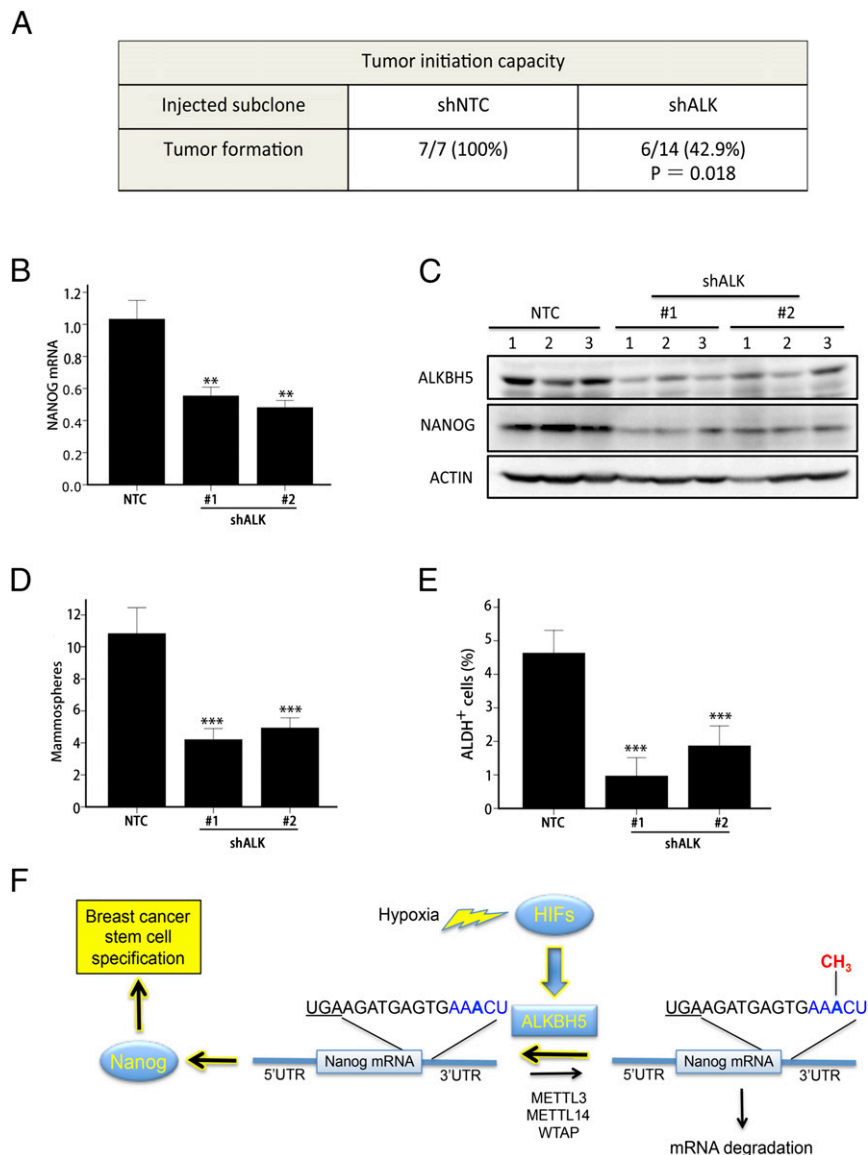 A
Tumor initiation capacity
Injected subclone shNTC shALK
Tumor formation 7/7 (100%) 6/14 (42.9%)
P = 0.018
B
NANOG mRNA
1.2
1.0
0.8
0.6
0.4
0.2
0.0
** **
NTC #1 #2
shALK
C
shALK
NTC #1 #2
1 2 3 1 2 3 1 2 3
ALKBH5
NANOG
ACTIN
D
Mammospheres
12
10
8
6
4
2
0
*** ***
NTC #1 #2
shALK
E
ALDH+ cells (%)
6
5
4
3
2
1
0
*** ***
NTC #1 #2
shALK
F
Breast cancer
stem cell
specification
Hypoxia
HIFs
CH3
UGAAGATGAGTGAAACU
ALKBH5
UGAAGATGAGTGAAACU
Nanog
Nanog mRNA
5'UTR 3'UTR
METTL3
METTL14
WTAP
Nanog mRNA
5'UTR 3'UTR
mRNA degradation